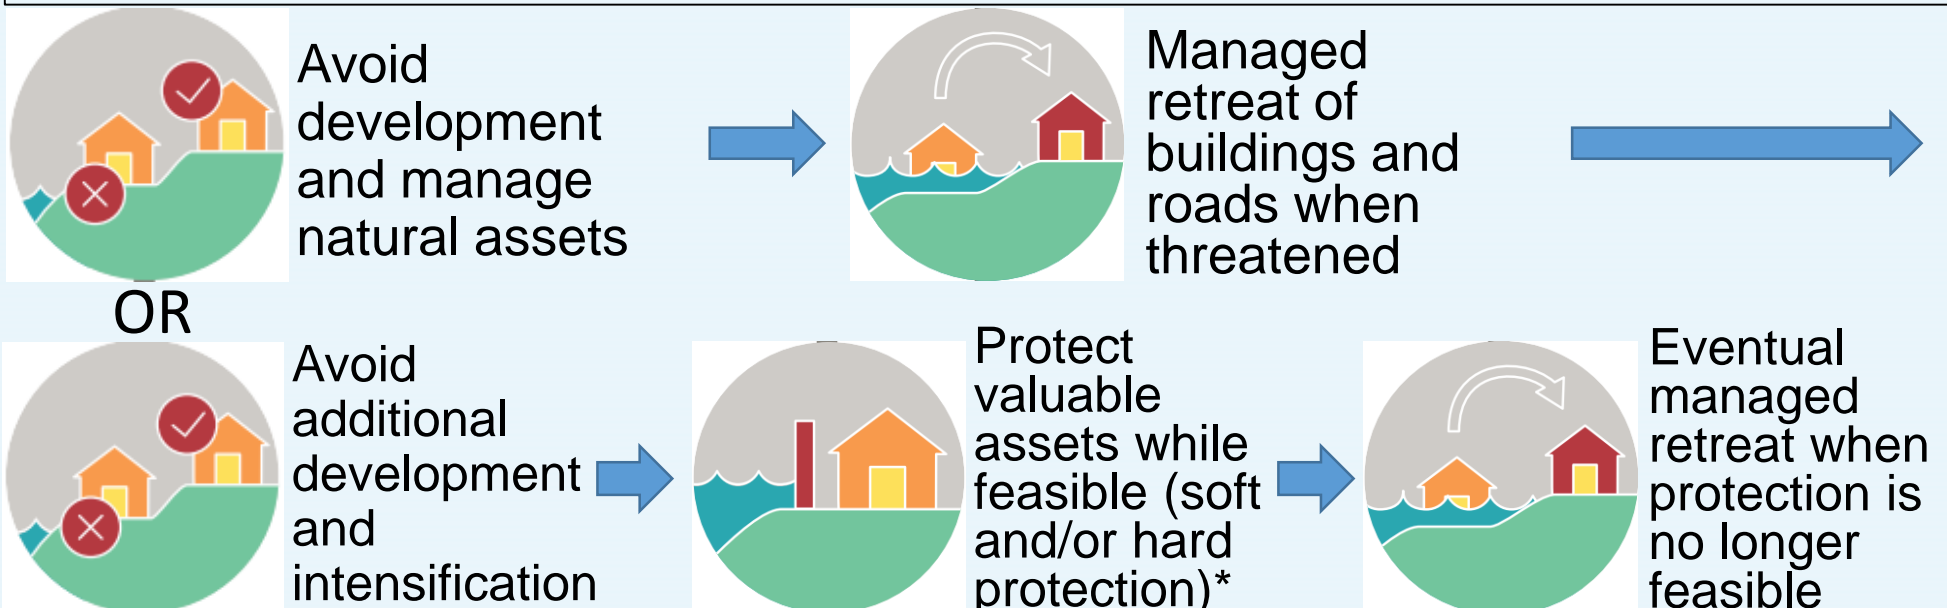 Avoid
development
and manage
natural assets
Managed
retreat of
buildings and
roads when
threatened
OR
Avoid
additional
development
and
intensification
Protect
valuable
assets while
feasible (soft
and/or hard
protection)*
Eventual
managed
retreat when
protection is
no longer
feasible